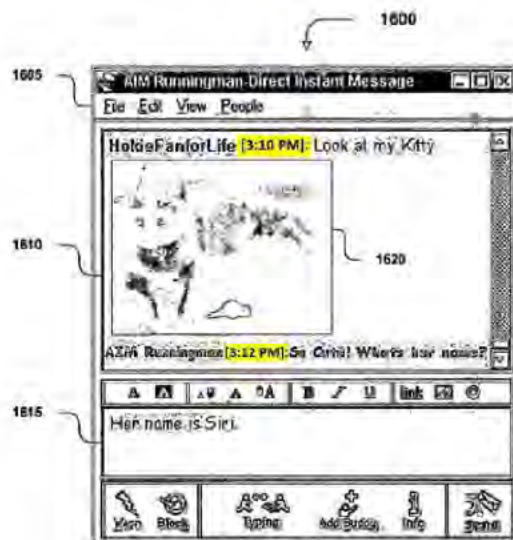 1600
1605
AIM Runningman-Direct Instant Message
File Edit View People
HokieFanforLife [3:10 PM]: Look at my Kitty
1620
1610
AIM Runningman[3:12 PM]:So Cute! What's her name?
A A A A B I U link @
1615
Her name is Siri.
Warn Block Typing Add Buddy Info Send